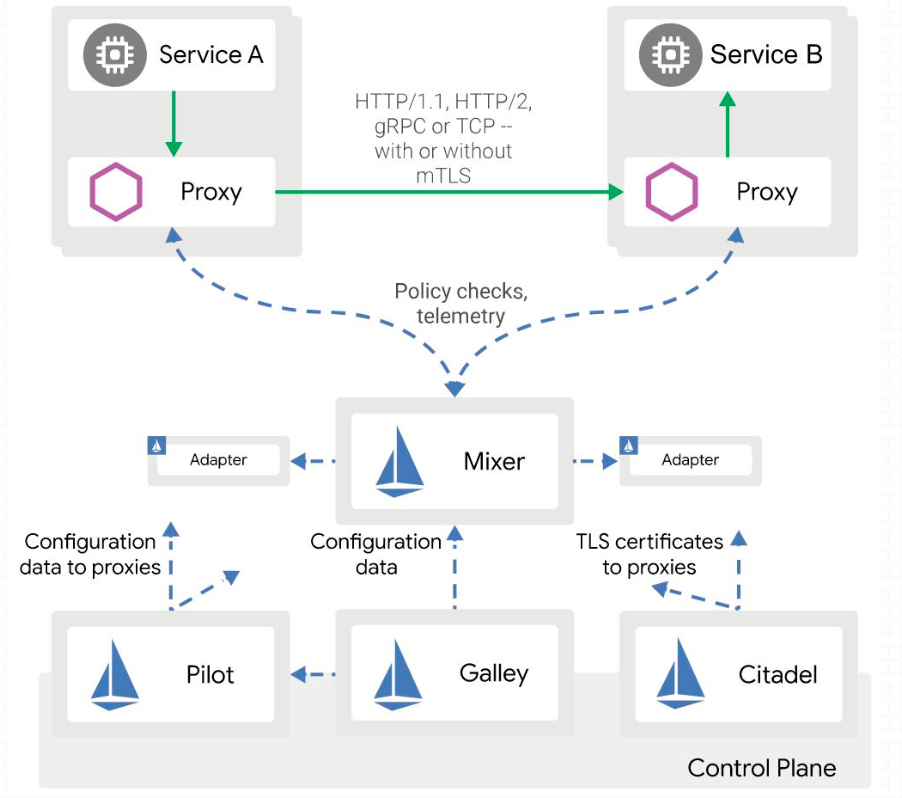 Service A
Service B
HTTP/1.1, HTTP/2,
gRPC or TCP --
with or without
mTLS
Proxy
Proxy
Policy checks,
telemetry
Mixer
Adapter
Adapter
Configuration
data to proxies
Configuration
data
TLS certificates
to proxies
Pilot
Galley
Citadel
Control Plane